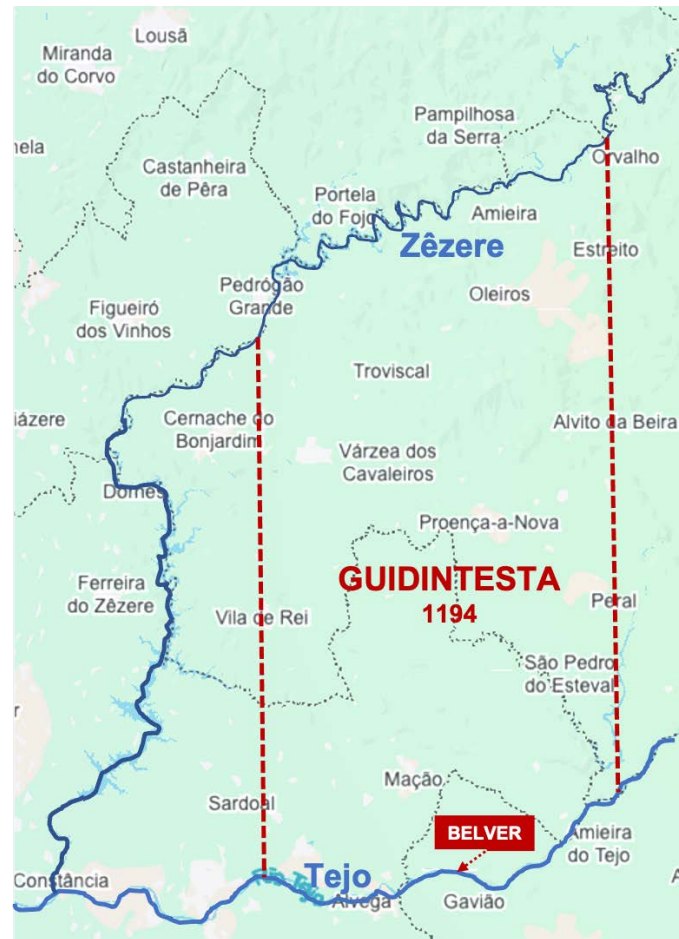 Lousã
Miranda
do Corvo
Pampilhosa
da Serra
nela
Orvalho
Castanheira
de Pêra
Portela
do Fojo
Amieira
Zêzere
Estreito
Pedrógão
Grande
Oleiros
Figueiró
dos Vinhos
Troviscal
iázere
Cernache do
Bonjardim
Alvito da Beira
Várzea dos
Cavaleiros
Dornes
Proença-a-Nova
GUIDINTESTA
1194
Ferreira
do Zêzere
Peral
Vila de Rei
São Pedro
do Esteval
r
Mação
Sardoal
BELVER
Amieira
do Tejo
Tejo
Constância
Alvega
Gavião
A